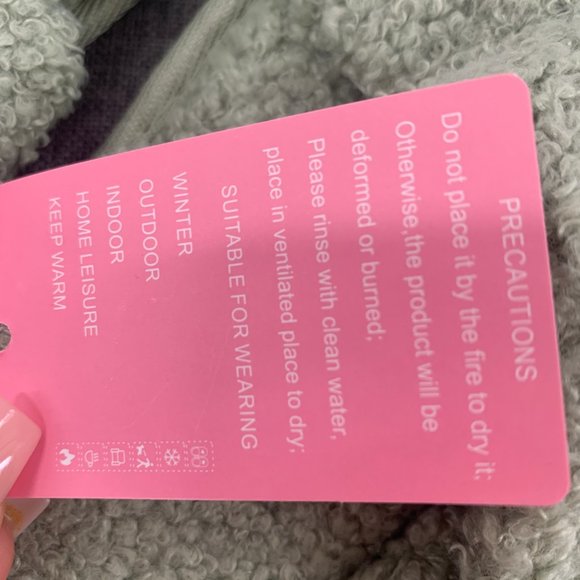 PRECAUTIONS
Do not place it by the fire to dry it;
Otherwise,the product will be
deformed or burned;
Please rinse with clean water,
place in ventilated place to dry;
SUITABLE FOR WEARING
WINTER
OUTDOOR
INDOOR
HOME LEISURE
KEEP WARM